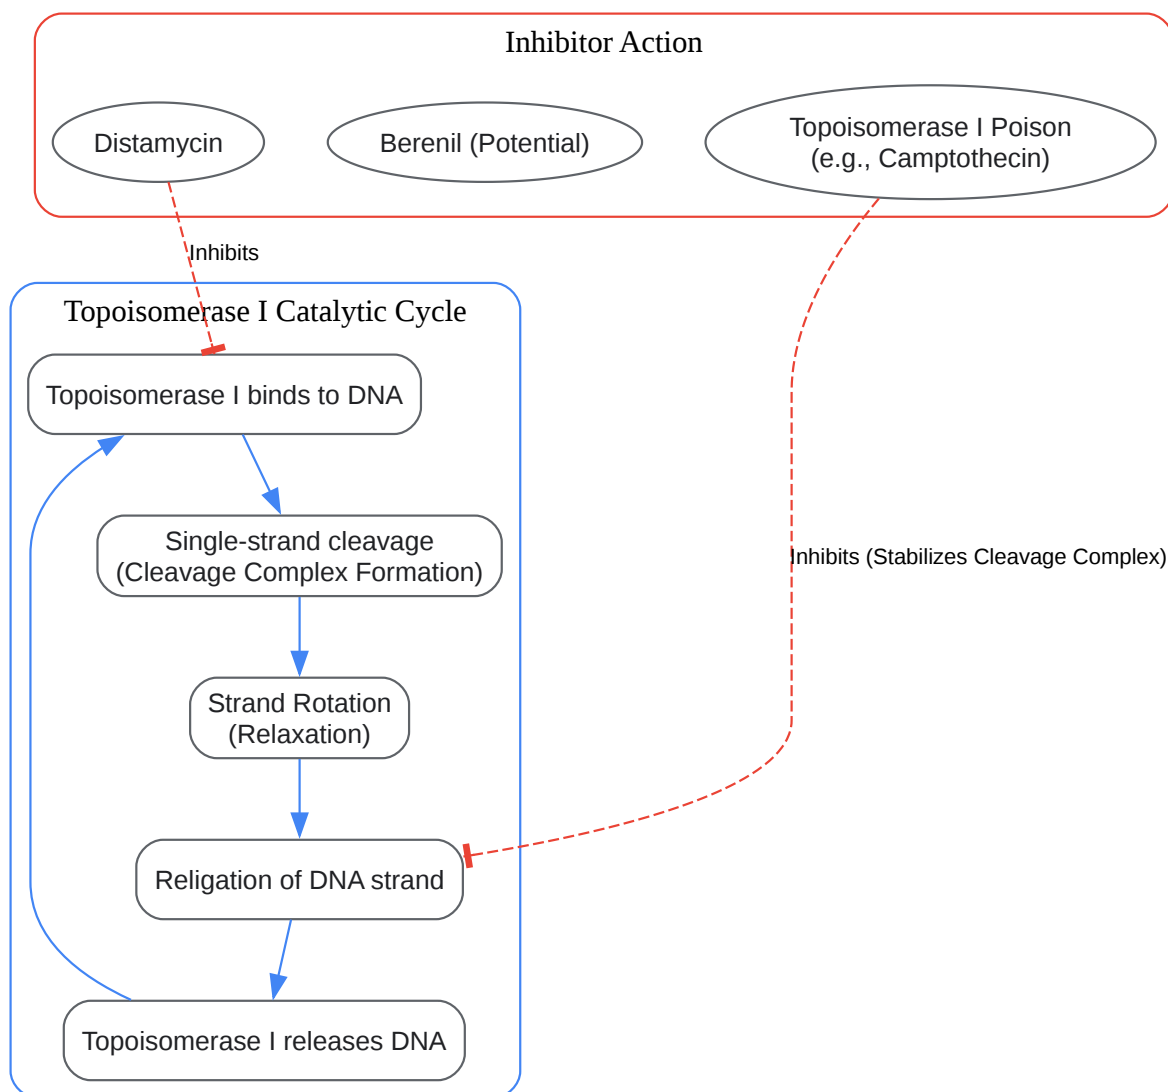 Inhibitor Action
Distamycin
Berenil (Potential)
Topoisomerase I Poison
(e.g., Camptothecin)
Inhibits
Topoisomerase I Catalytic Cycle
Topoisomerase I binds to DNA
Single-strand cleavage
(Cleavage Complex Formation)
Inhibits (Stabilizes Cleavage Complex)
Strand Rotation
(Relaxation)
Religation of DNA strand
Topoisomerase I releases DNA